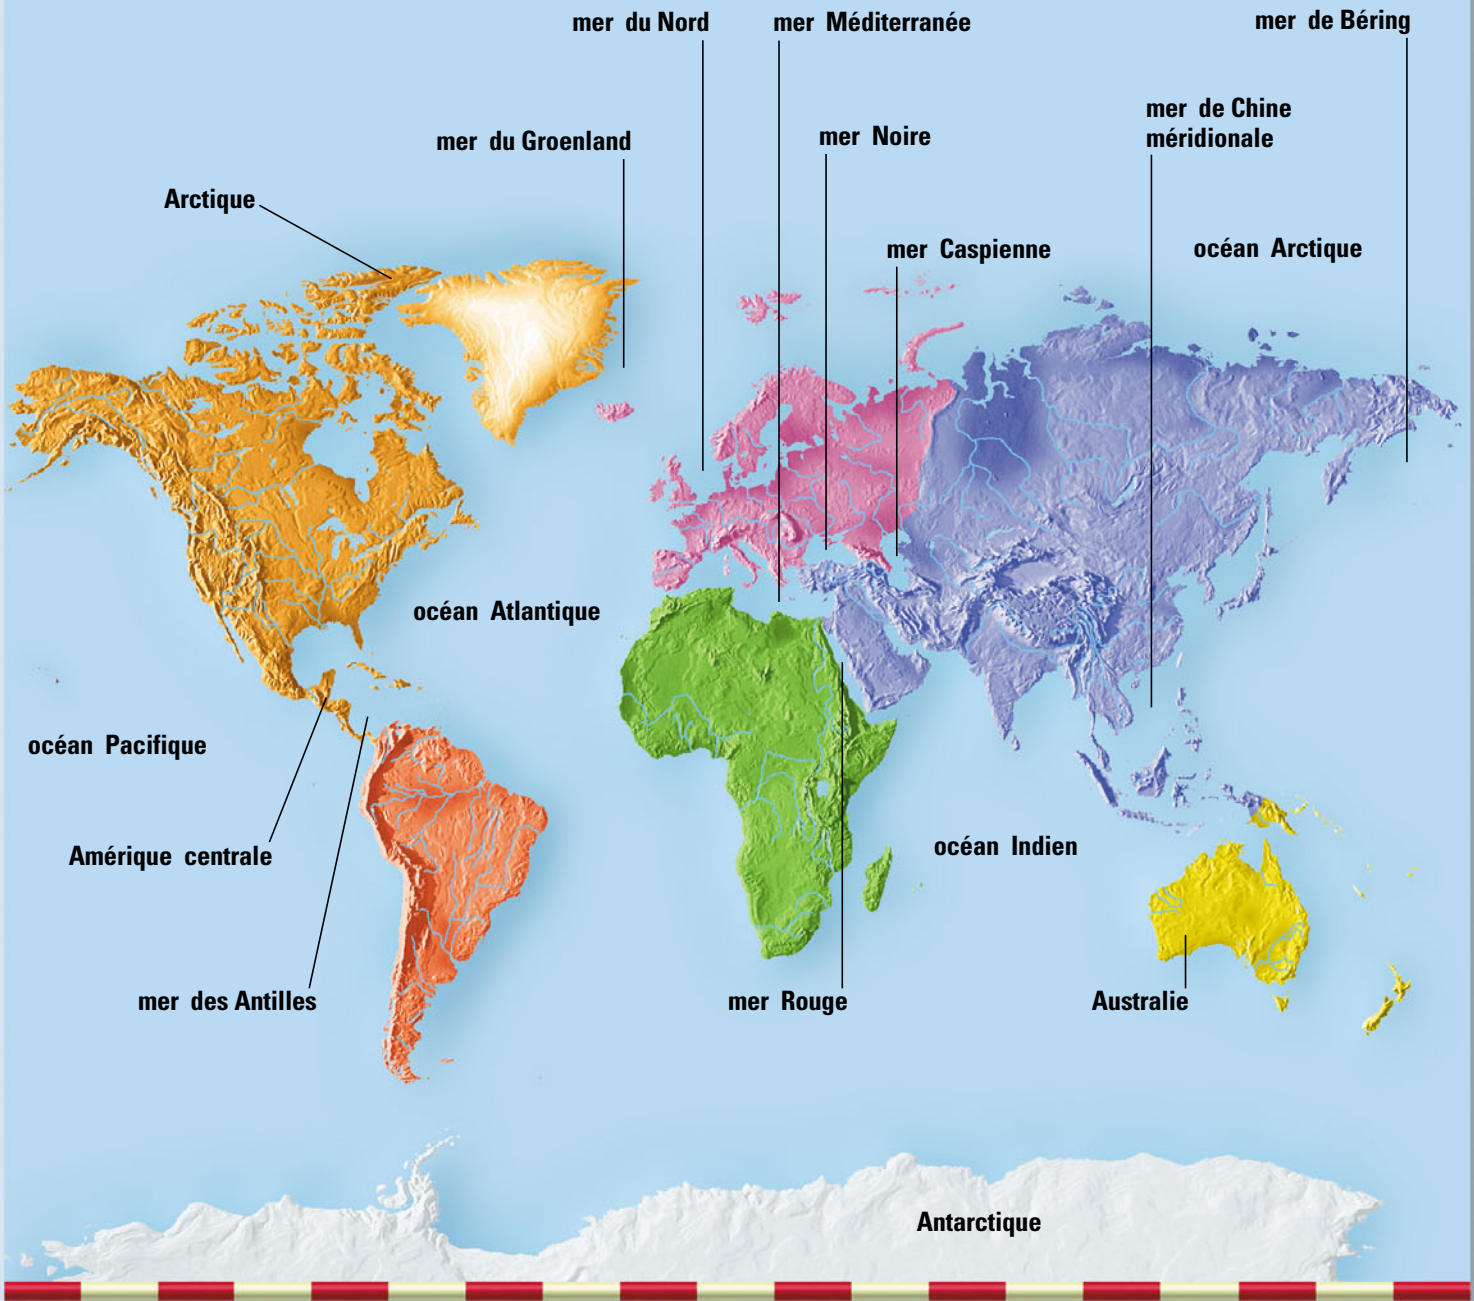 mer du Nord
mer Méditerranée
mer de Béring
mer de Chine
méridionale
mer du Groenland
mer Noire
Arctique
mer Caspienne
océan Arctique
océan Atlantique
océan Pacifique
Amérique centrale
océan Indien
mer des Antilles
mer Rouge
Australie
Antarctique